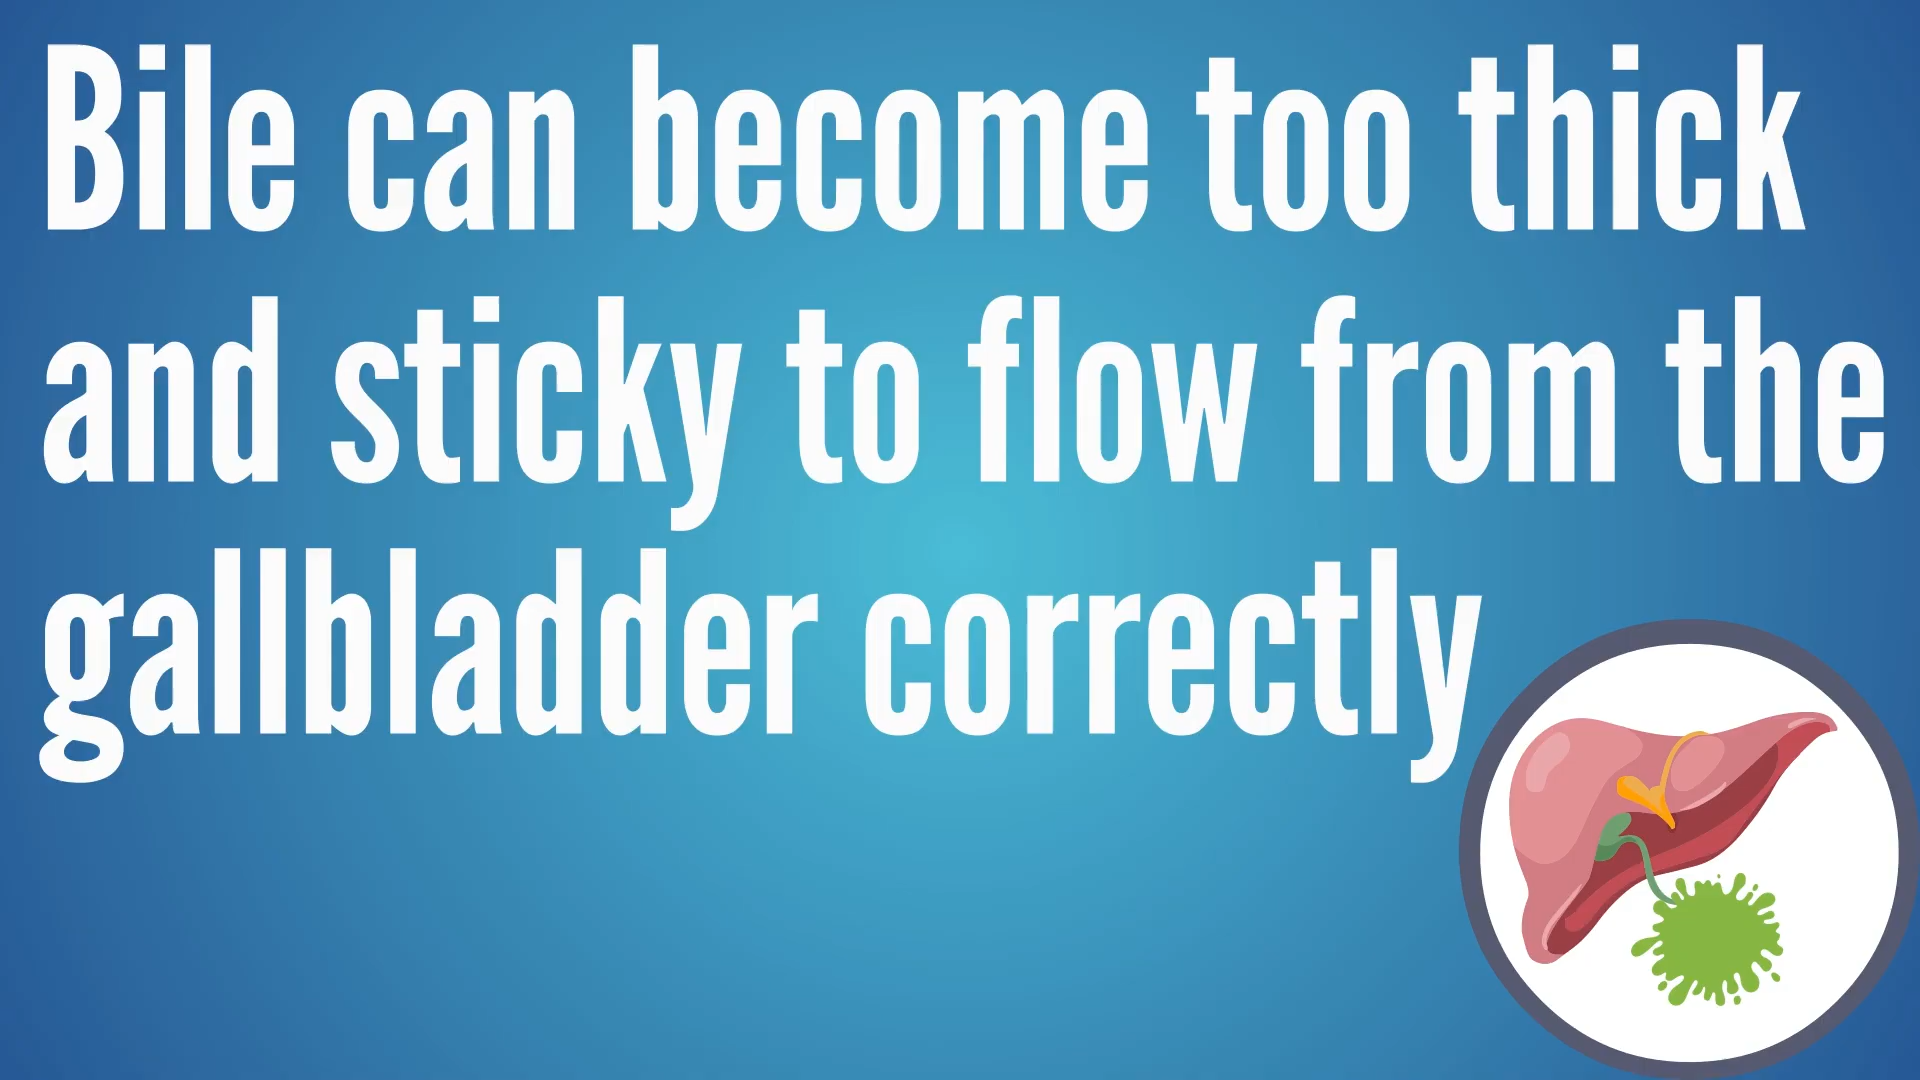 Bile can become too thick
and sticky to flow from the
gallbladder correctly